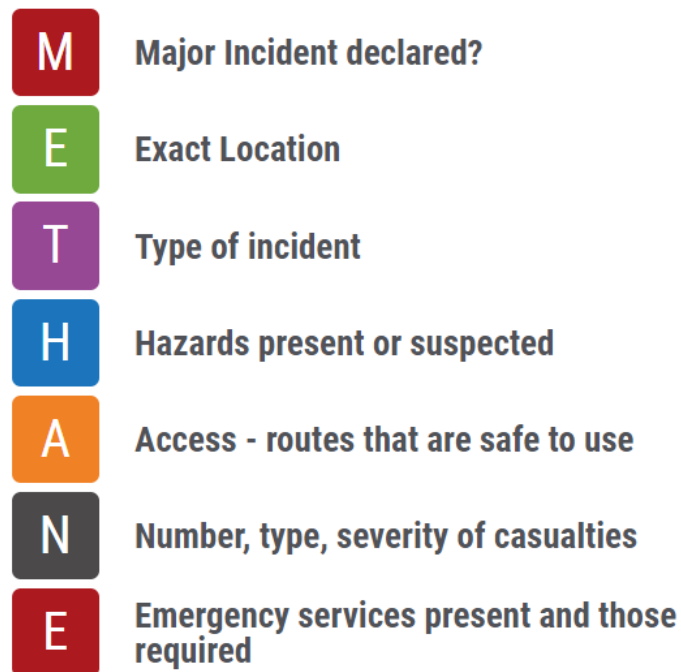 M Major Incident declared?
E Exact Location
T Type of incident
H Hazards present or suspected
A Access - routes that are safe to use
N Number, type, severity of casualties
E Emergency services present and those
required